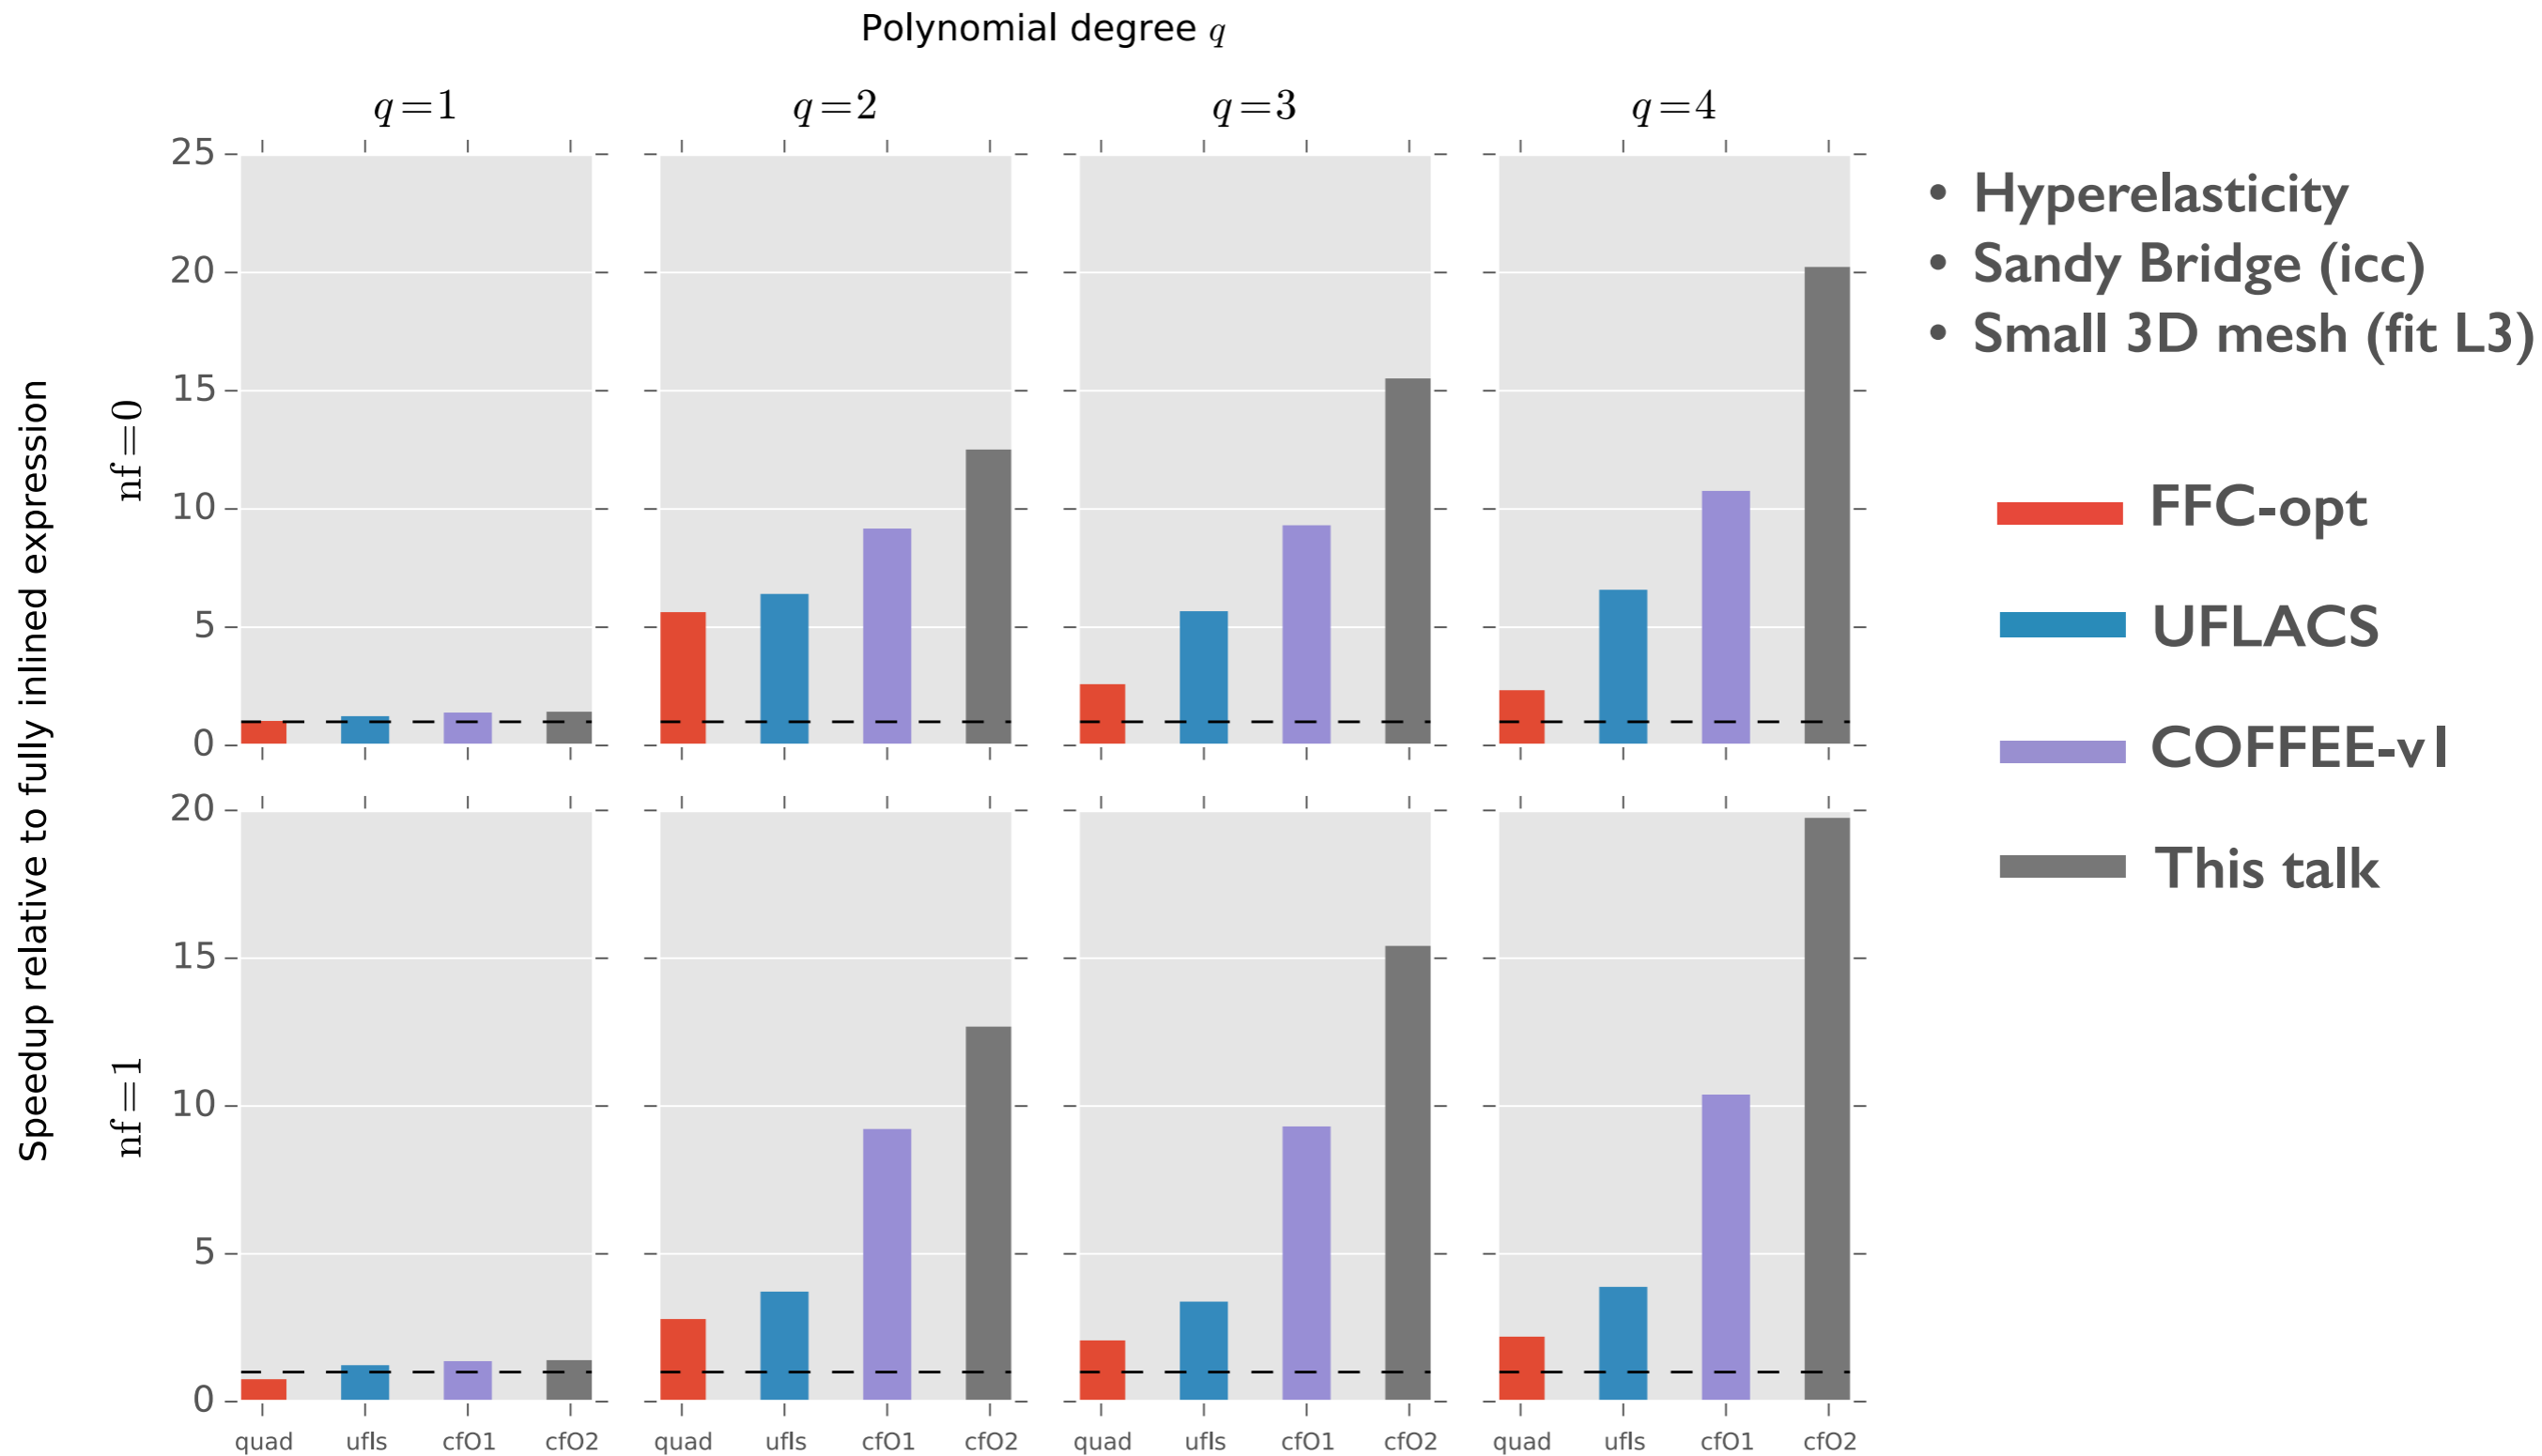 Polynomial degree q
q=1 q=2 q=3 q=4
Speedup relative to fully inlined expression
nf=0
25
20
15
10
5
0
nf=1
20
15
10
5
0
quad ufls cfO1 cfO2 quad ufls cfO1 cfO2 quad ufls cfO1 cfO2 quad ufls cfO1 cfO2
• Hyperelasticity
• Sandy Bridge (icc)
• Small 3D mesh (fit L3)
FFC-opt
UFLACS
COFFEE-v1
This talk